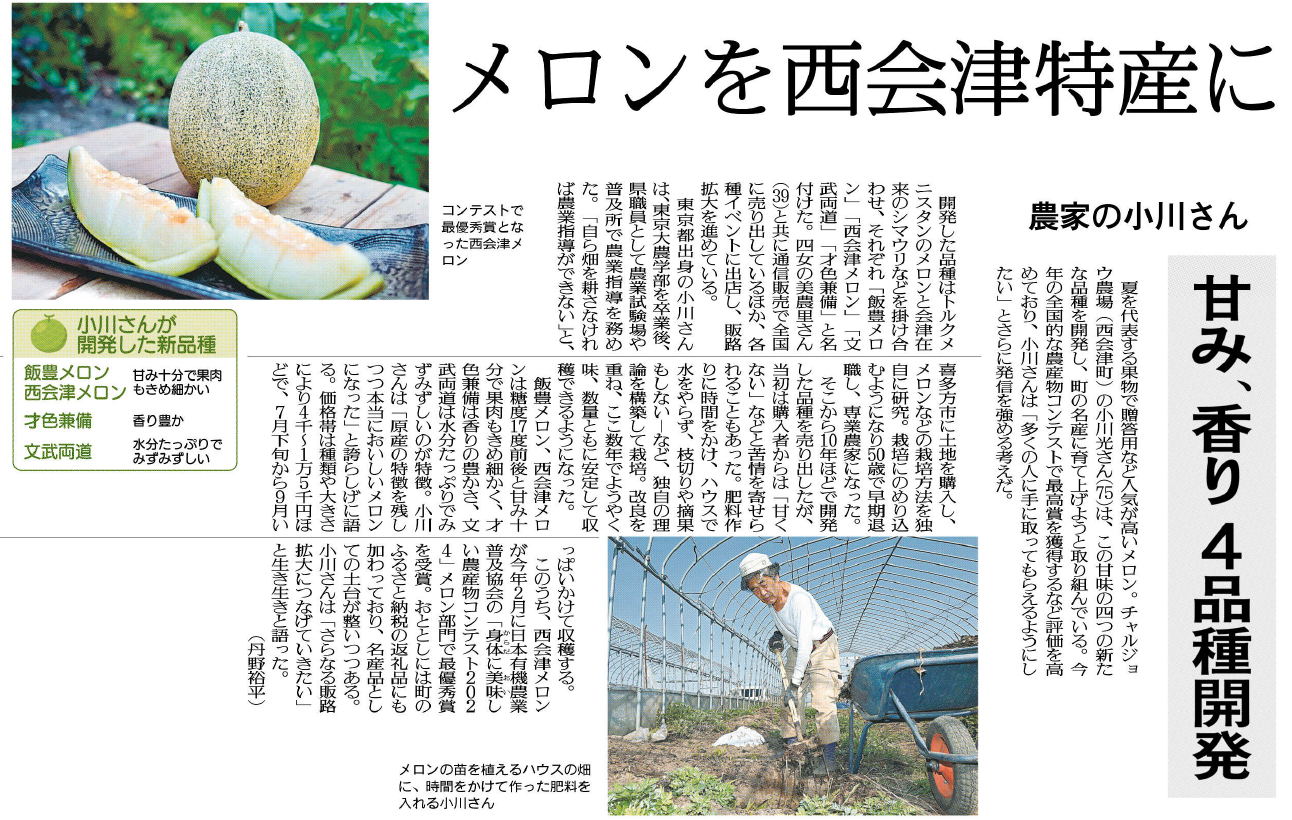 メロンを西会津特産に
農家の小川さん
甘み、香り 4品種開発
夏を代表する果物で贈答用など人気が高いメロン。チャルジョ
ウ農場(西会津町)の小川光さん(75)は、この甘味の四つの新た
な品種を開発し、町の名産に育て上げようと取り組んでいる。今
年の全国的な農産物コンテストで最高賞を獲得するなど評価を高
めており、小川さんは「多くの人に手に取ってもらえるようにし
たい」とさらに発信を強める考えだ。
開発した品種はトルクメ
ニスタンのメロンと会津在
来のシマウリなどを掛け合
わせ、それぞれ「飯豊メロ
ン」「西会津メロン」「文
武両道」「才色兼備」と名
付けた。四女の美農里さん
(39)と共に通信販売で全国
に売り出しているほか、各
種イベントに出店し、販路
拡大を進めている。
東京都出身の小川さん
は、東京大農学部を卒業後、
県職員として農業試験場や
普及所で農業指導を務め
た。「自ら畑を耕さなけれ
ば農業指導ができない」と、
喜多方市に土地を購入し、
メロンなどの栽培方法を独
自に研究。栽培にのめり込
むようになり50歳で早期退
職し、専業農家になった。
そこから10年ほどで開発
した品種を売り出したが、
当初は購入者からは「甘く
ない」などと苦情を寄せら
れることもあった。肥料作
りに時間をかけ、ハウスで
水をやらず、枝切りや摘果
もしない―など、独自の理
論を構築して栽培。改良を
重ね、ここ数年でようやく
味、数量ともに安定して収
穫できるようになった。
飯豊メロン、西会津メロ
ンは糖度17度前後と甘み十
分で果肉もきめ細かく、才
色兼備は香りの豊かさ、文
武両道は水分たっぷりでみ
ずみずしいのが特徴。小川
さんは「原産の特徴を残し
つつ本当においしいメロン
になった」と誇らしげに語
る。価格帯は種類や大きさ
により4千~1万5千円ほ
どで、7月下旬から9月い
っぱいかけて収穫する。
このうち、西会津メロン
が今年2月に日本有機農業
普及協会の「身体に美味し
からだ お
い農産物コンテスト202
4」メロン部門で最優秀賞
を受賞。おととしには町の
ふるさと納税の返礼品にも
加わっており、名産品とし
ての土台が整いつつある。
小川さんは「さらなる販路
拡大につなげていきたい」
と生き生きと語った。
(丹野裕平)
コンテストで
最優秀賞とな
った西会津メ
ロン
小川さんが
開発した新品種
飯豊メロン
西会津メロン
甘み十分で果肉
もきめ細かい
才色兼備 香り豊か
文武両道
水分たっぷりで
みずみずしい
メロンの苗を植えるハウスの畑
に、時間をかけて作った肥料を
入れる小川さん